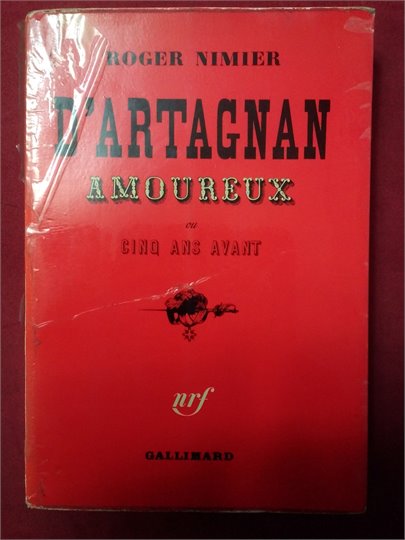 ROGER NIMIER
D'ARTAGNAN
AMOUREUX
ou
CINQ ANS AVANT
nrf
GALLIMARD